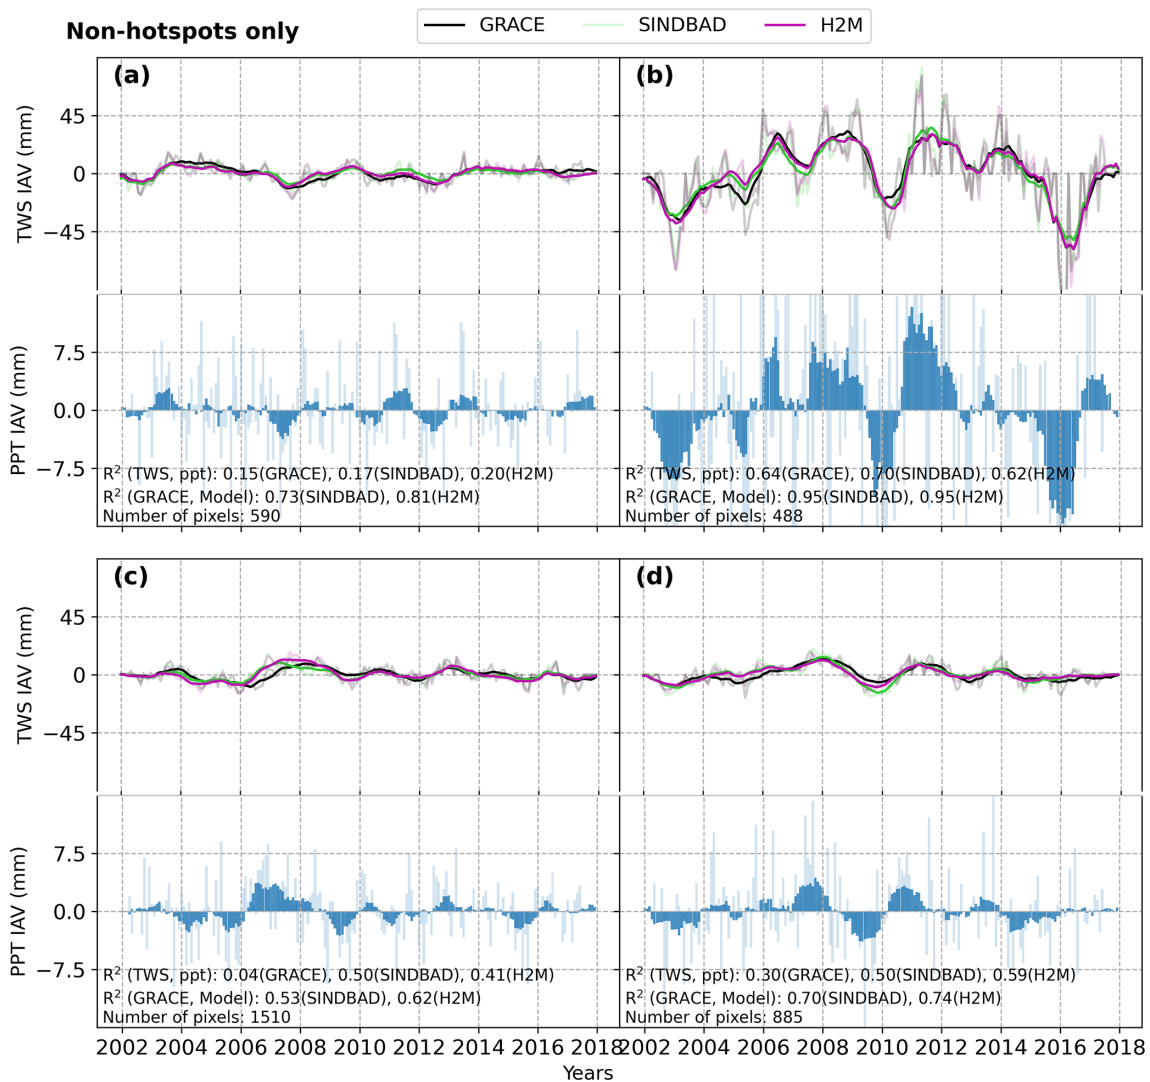 Non-hotspots only
GRACE SINDBAD H2M
(a) (b)
TWS IAV (mm)
45
0
−45
PPT IAV (mm)
7.5
0.0
−7.5
R² (TWS, ppt): 0.15(GRACE), 0.17(SINDBAD), 0.20(H2M)
R² (GRACE, Model): 0.73(SINDBAD), 0.81(H2M)
Number of pixels: 590
R² (TWS, ppt): 0.64(GRACE), 0.70(SINDBAD), 0.62(H2M)
R² (GRACE, Model): 0.95(SINDBAD), 0.95(H2M)
Number of pixels: 488
(c) (d)
TWS IAV (mm)
45
0
−45
PPT IAV (mm)
7.5
0.0
−7.5
R² (TWS, ppt): 0.04(GRACE), 0.50(SINDBAD), 0.41(H2M)
R² (GRACE, Model): 0.53(SINDBAD), 0.62(H2M)
Number of pixels: 1510
R² (TWS, ppt): 0.30(GRACE), 0.50(SINDBAD), 0.59(H2M)
R² (GRACE, Model): 0.70(SINDBAD), 0.74(H2M)
Number of pixels: 885
2002 2004 2006 2008 2010 2012 2014 2016 2018 2002 2004 2006 2008 2010 2012 2014 2016 2018
Years